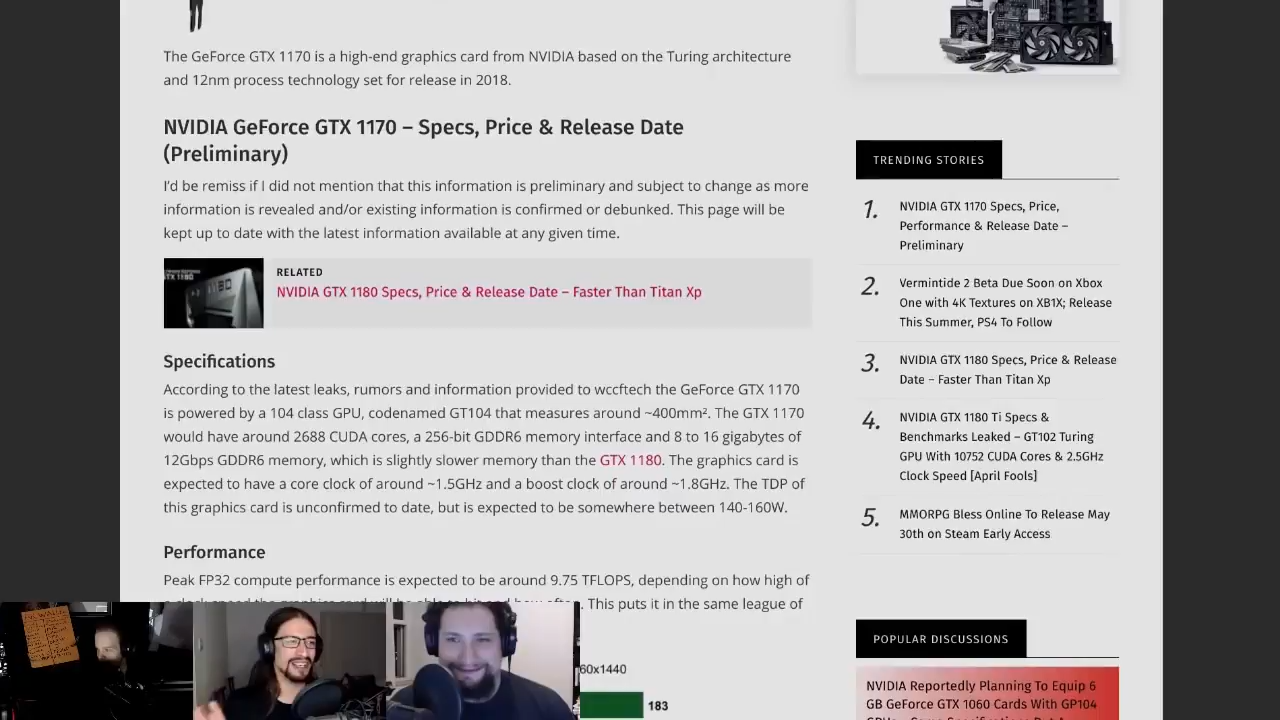 The GeForce GTX 1170 is a high-end graphics card from NVIDIA based on the Turing architecture
and 12nm process technology set for release in 2018.
NVIDIA GeForce GTX 1170 – Specs, Price & Release Date
(Preliminary)
I'd be remiss if I did not mention that this information is preliminary and subject to change as more
information is revealed and/or existing information is confirmed or debunked. This page will be
kept up to date with the latest information available at any given time.
RELATED
NVIDIA GTX 1180 Specs, Price & Release Date – Faster Than Titan Xp
Specifications
According to the latest leaks, rumors and information provided to wccftech the GeForce GTX 1170
is powered by a 104 class GPU, codenamed GT104 that measures around ~400mm². The GTX 1170
would have around 2688 CUDA cores, a 256-bit GDDR6 memory interface and 8 to 16 gigabytes of
12Gbps GDDR6 memory, which is slightly slower memory than the GTX 1180. The graphics card is
expected to have a core clock of around ~1.5GHz and a boost clock of around ~1.8GHz. The TDP of
this graphics card is unconfirmed to date, but is expected to be somewhere between 140-160W.
Performance
Peak FP32 compute performance is expected to be around 9.75 TFLOPS, depending on how high of
This puts it in the same league of
60x1440
183
TRENDING STORIES
1.
NVIDIA GTX 1170 Specs, Price,
Performance & Release Date –
Preliminary
2.
Vermintide 2 Beta Due Soon on Xbox
One with 4K Textures on XB1X; Release
This Summer, PS4 To Follow
3.
NVIDIA GTX 1180 Specs, Price & Release
Date – Faster Than Titan Xp
4.
NVIDIA GTX 1180 Ti Specs &
Benchmarks Leaked – GT102 Turing
GPU With 10752 CUDA Cores & 2.5GHz
Clock Speed [April Fools]
5.
MMORPG Bless Online To Release May
30th on Steam Early Access
POPULAR DISCUSSIONS
NVIDIA Reportedly Planning To Equip 6
GB GeForce GTX 1060 Cards With GP104